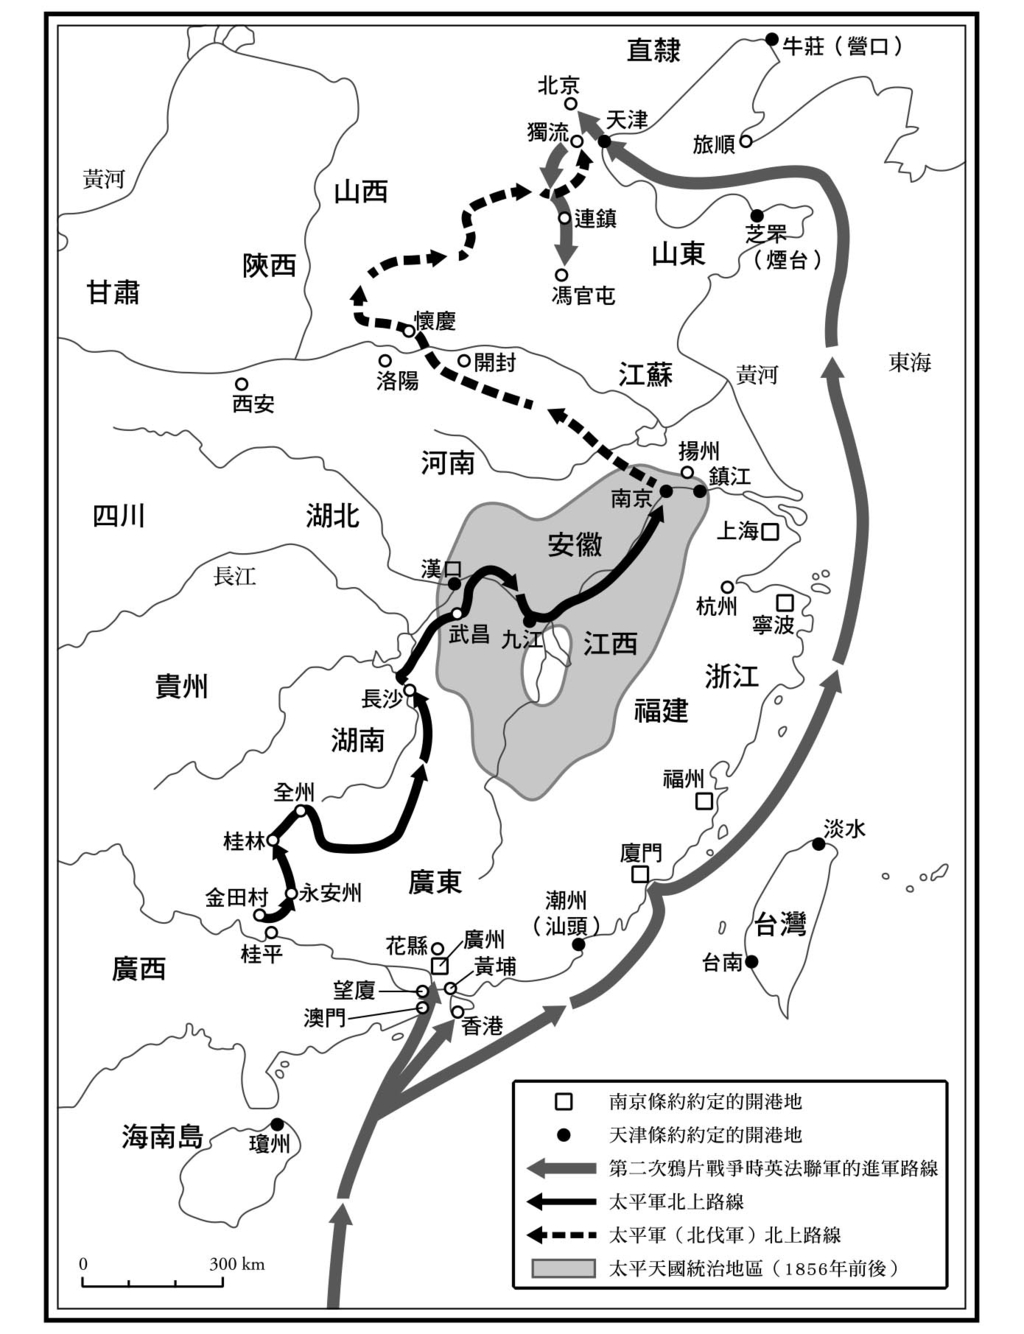 直隸
牛莊（營口）
北京
獨流
天津
旅順
黃河
山西
連鎮
芝罘
（煙台）
山東
陝西
甘肅
馮官屯
懷慶
開封
洛陽
西安
江蘇
黃河
東海
河南
揚州
鎮江
南京
四川
湖北
安徽
上海
漢口
長江
杭州
寧波
武昌
九江
江西
浙江
貴州
長沙
福建
湖南
福州
全州
桂林
淡水
廈門
廣東
永安州
金田村
潮州
（汕頭）
台灣
桂平
花縣
廣州
台南
廣西
黃埔
望廈
澳門
香港
海南島
瓊州
南京條約約定的開港地
天津條約約定的開港地
第二次鴉片戰爭時英法聯軍的進軍路線
太平軍北上路線
太平軍（北伐軍）北上路線
太平天國統治地區（1856年前後）
0 300 km